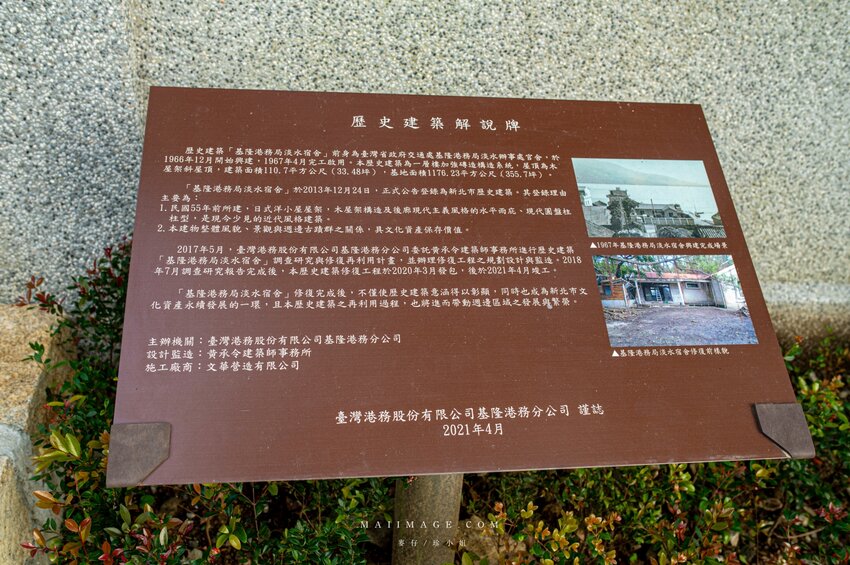 歷史建築解說牌
歷史建築「基隆港務局淡水宿舍」前身為臺灣省政府交通處基隆港務局淡水辦事處官舍，於
1966年12月開始興建，1967年4月完工啟用。本歷史建築為一層樓加強磚造構造系統，屋頂為木
屋架斜屋頂，建築面積110.7平方公尺（33.48坪），基地面積1176.23平方公尺（355.7坪）。
「基隆港務局淡水宿舍」於2013年12月24日，正式公告登錄為新北市歷史建築。其登錄理由
主要為：
1.民國55年前所建，日式洋小屋屋架，木屋架構造及後廊現代主義風格的水平雨庇、現代圓盤柱
柱型，是現今少見的近代風格建築。
2.本建物整體風貌、景觀與週邊古蹟群之關係，具文化資產保存價值。
2017年5月，臺灣港務股份有限公司基隆港務分公司委託黃承令建築師事務所進行歷史建築
「基隆港務局淡水宿舍」調查研究與修復再利用計畫，並辦理修復工程之規劃設計與監造。2018
年7月調查研究報告完成後，本歷史建築修復工程於2020年3月發包，後於2021年4月竣工。
「基隆港務局淡水宿舍」修復完成後，不僅使歷史建築意涵得以彰顯，同時也成為新北市文
化資產永續發展的一環，且本歷史建築之再利用過程，也將進而帶動週邊區域之發展與繁榮。
主辦機關：臺灣港務股份有限公司基隆港務分公司
設計監造：黃承令建築師事務所
施工廠商：文華營造有限公司
▲1967年基隆港務局淡水宿舍興建完成場景
▲基隆港務局淡水宿舍修復前樣貌
臺灣港務股份有限公司基隆港務分公司 謹誌
2021年4月
MAIIMAGE.COM
麥仔/珍小姐